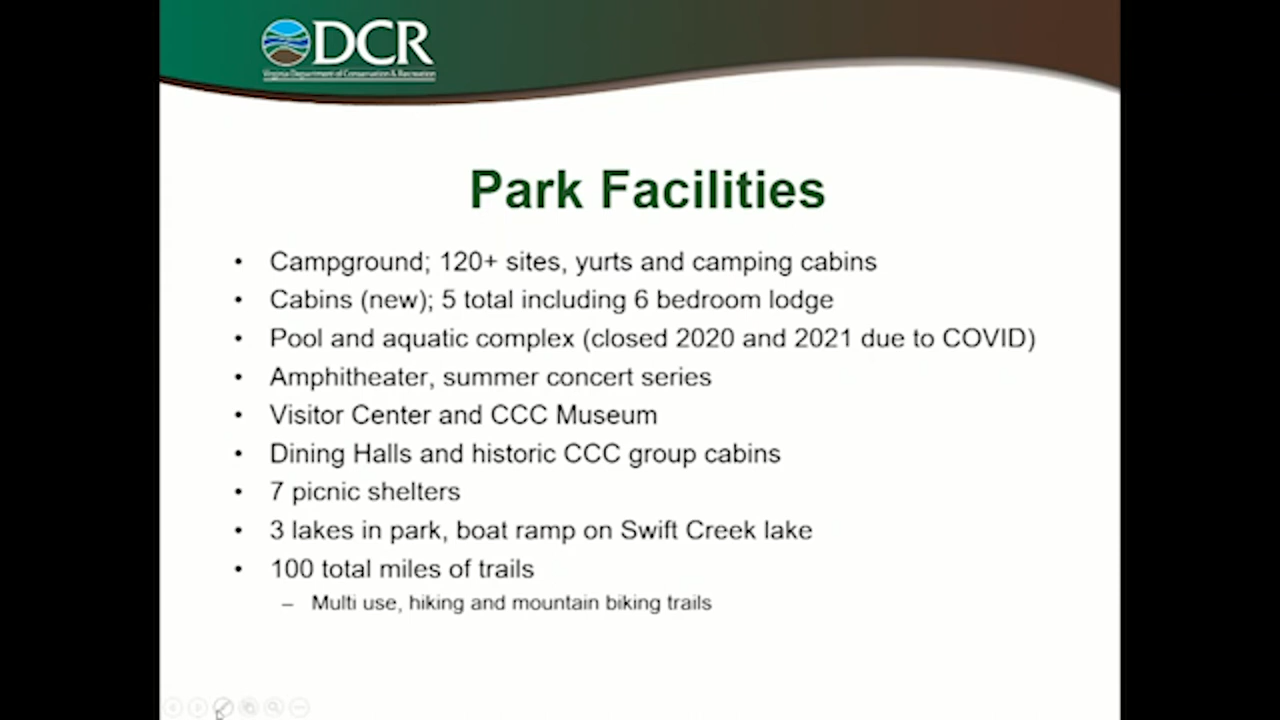 DCR
Virginia Department of Conservation & Recreation
Park Facilities
• Campground; 120+ sites, yurts and camping cabins
• Cabins (new); 5 total including 6 bedroom lodge
• Pool and aquatic complex (closed 2020 and 2021 due to COVID)
• Amphitheater, summer concert series
• Visitor Center and CCC Museum
• Dining Halls and historic CCC group cabins
• 7 picnic shelters
• 3 lakes in park, boat ramp on Swift Creek lake
• 100 total miles of trails
– Multi use, hiking and mountain biking trails